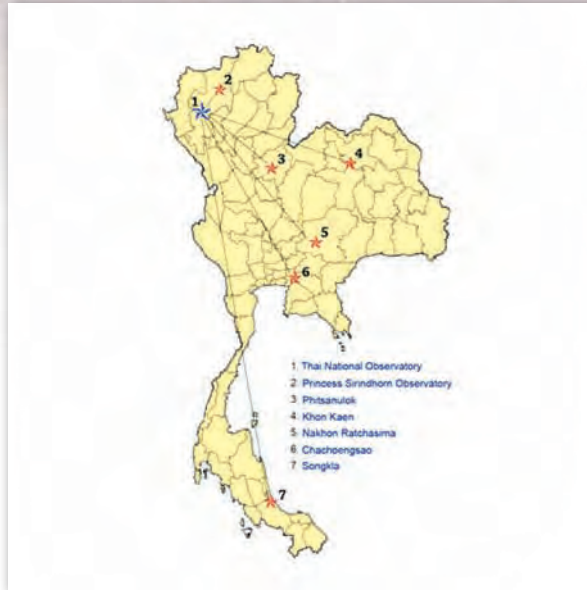 2
1
3
4
5
6
1 Thai National Observatory
2 Princess Sirindhorn Observatory
3 Phitsanulok
4 Khon Kaen
5 Nakhon Ratchasima
6 Chachoengsao
7 Songkla
7